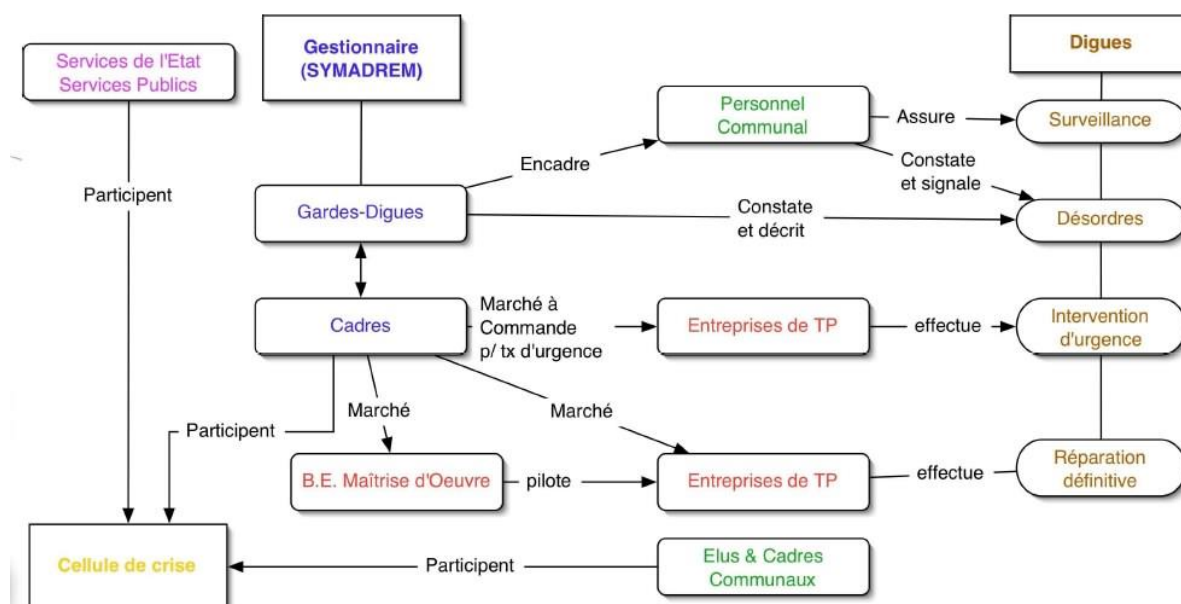 Services de l'Etat
Services Publics
Gestionnaire
(SYMADREM)
Digues
Personnel
Communal
Assure
Surveillance
Encadre
Constate
et signale
Participent
Gardes-Digues
Constate
et décrit
Désordres
Cadres
Marché à
Commande
p/ tx d'urgence
Entreprises de TP
effectue
Intervention
d'urgence
Participent
Marché
Marché
B.E. Maîtrise d'Oeuvre
pilote
Entreprises de TP
effectue
Réparation
définitive
Cellule de crise
Participent
Elus & Cadres
Communaux